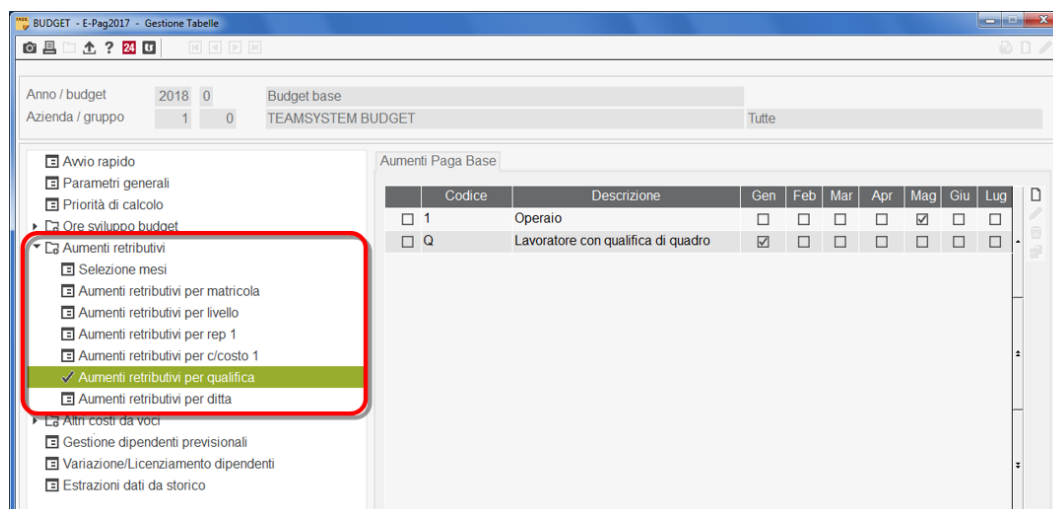 BUDGET - E-Pag2017 - Gestione Tabelle
? 24
Anno / budget 2018 0 Budget base
Azienda / gruppo 1 0 TEAMSYSTEM BUDGET Tutte
Avvio rapido
Parametri generali
Priorità di calcolo
Ore sviluppo budget
Aumenti retributivi
Selezione mesi
Aumenti retributivi per matricola
Aumenti retributivi per livello
Aumenti retributivi per rep 1
Aumenti retributivi per c/costo 1
Aumenti retributivi per qualifica
Aumenti retributivi per ditta
Altri costi da voci
Gestione dipendenti previsionali
Variazione/Licenziamento dipendenti
Estrazioni dati da storico
Aumenti Paga Base
Codice Descrizione Gen Feb Mar Apr Mag Giu Lug
1 Operaio
Q Lavoratore con qualifica di quadro